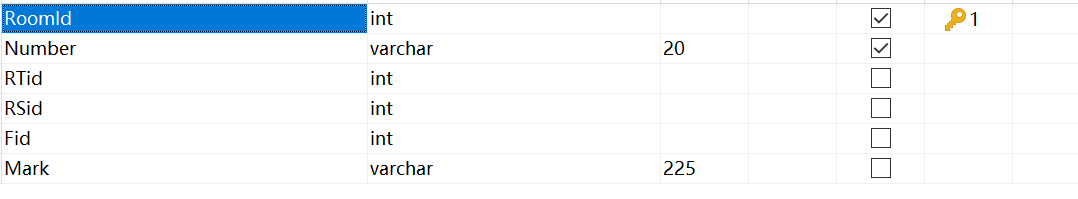 RoomId int 1
Number varchar 20
RTid int
RSid int
Fid int
Mark varchar 225